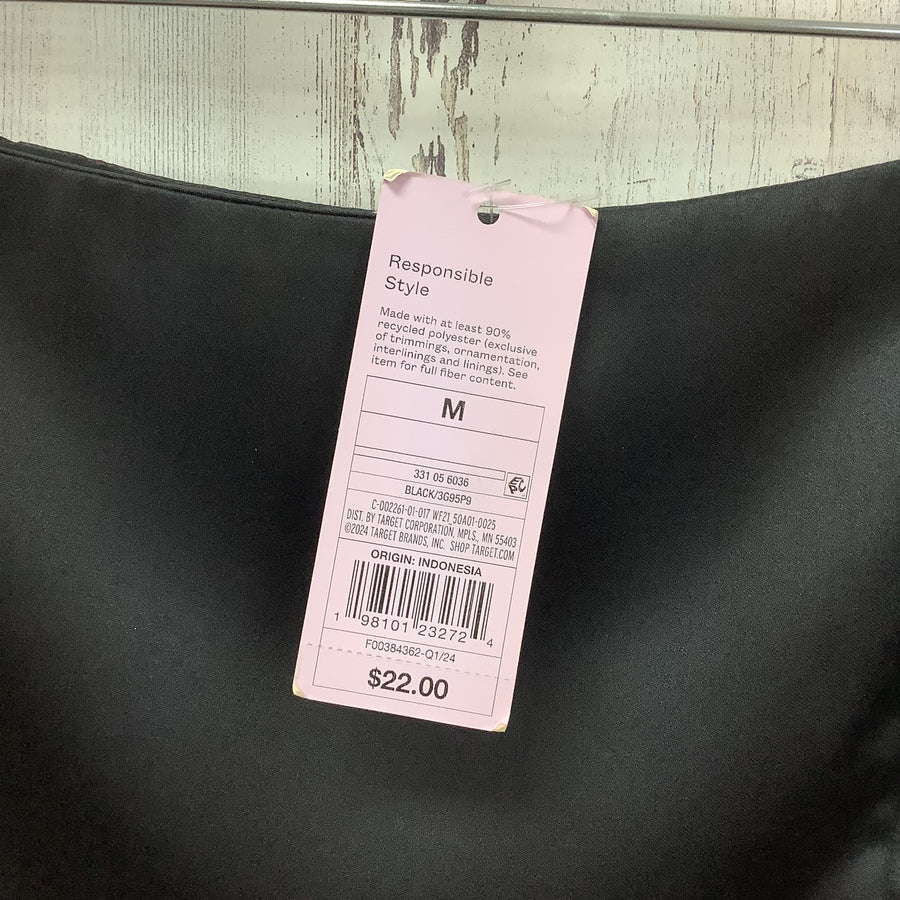 Responsible
Style
Made with at least 90%
recycled polyester (exclusive
of trimmings, ornamentation,
interlinings and linings). See
item for full fiber content.
M
331 05 6036
EPC
BLACK/3G95P9
C-002261-01-017 WF21_50A01-0025
DIST. BY TARGET CORPORATION, MPLS., MN 55403
©2024 TARGET BRANDS, INC. SHOP TARGET.COM
ORIGIN: INDONESIA
1 98101 23272 4
F00384362-Q1/24
$22.00